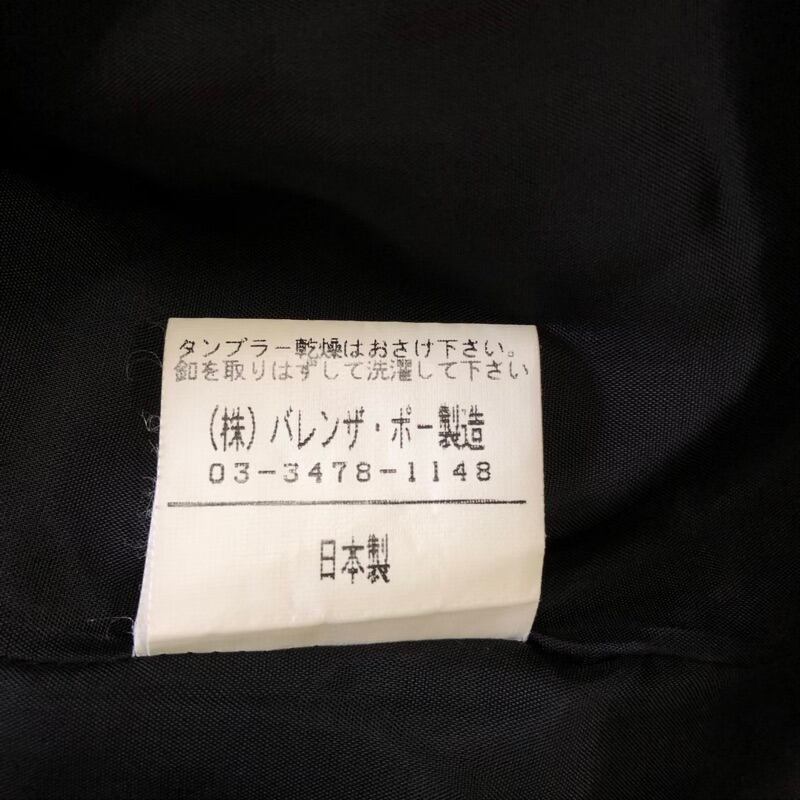 タンブラー乾燥はおさけ下さい。
釦を取りはずして洗濯して下さい
(株)バレンザ・ポー製造
03-3478-1148
日本製